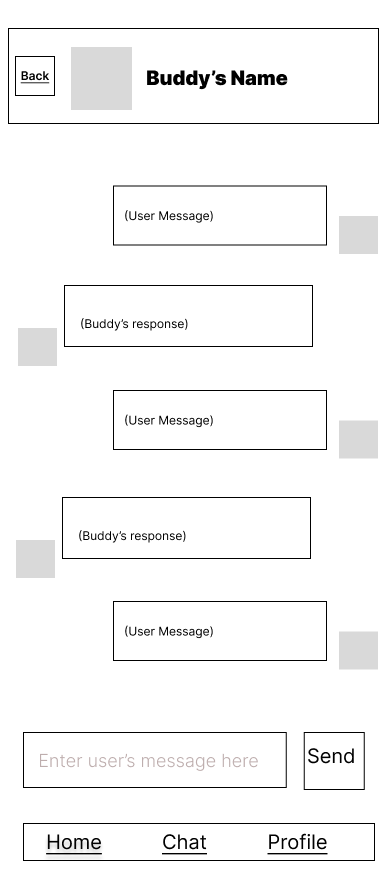 Back
Buddy’s Name
(User Message)
(Buddy’s response)
(User Message)
(Buddy’s response)
(User Message)
Enter user’s message here
Send
Home Chat Profile